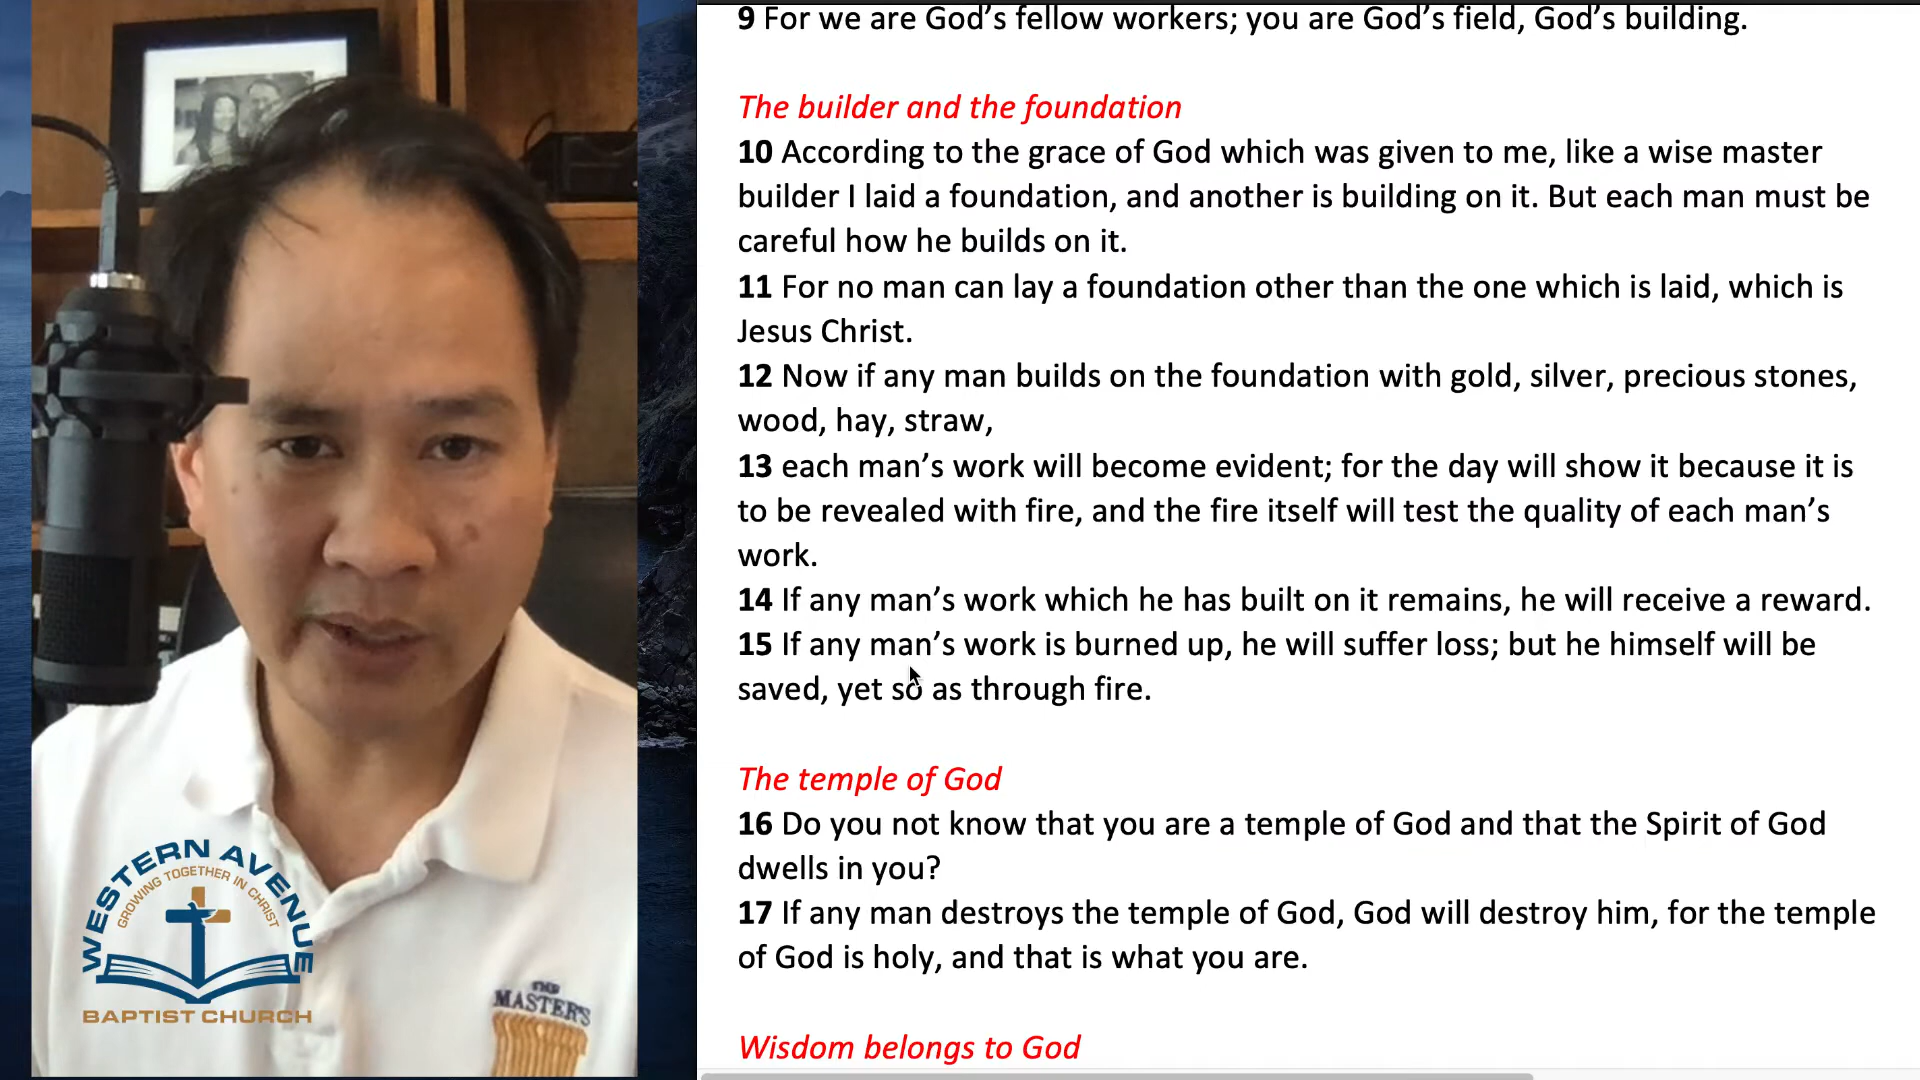 9 For we are God’s fellow workers; you are God’s field, God’s building.
The builder and the foundation
10 According to the grace of God which was given to me, like a wise master
builder I laid a foundation, and another is building on it. But each man must be
careful how he builds on it.
11 For no man can lay a foundation other than the one which is laid, which is
Jesus Christ.
12 Now if any man builds on the foundation with gold, silver, precious stones,
wood, hay, straw,
13 each man’s work will become evident; for the day will show it because it is
to be revealed with fire, and the fire itself will test the quality of each man’s
work.
14 If any man’s work which he has built on it remains, he will receive a reward.
15 If any man’s work is burned up, he will suffer loss; but he himself will be
saved, yet so as through fire.
The temple of God
16 Do you not know that you are a temple of God and that the Spirit of God
dwells in you?
17 If any man destroys the temple of God, God will destroy him, for the temple
of God is holy, and that is what you are.
Wisdom belongs to God
WESTERN AVENUE
GROWING TOGETHER IN CHRIST
BAPTIST CHURCH
THE
MASTER'S